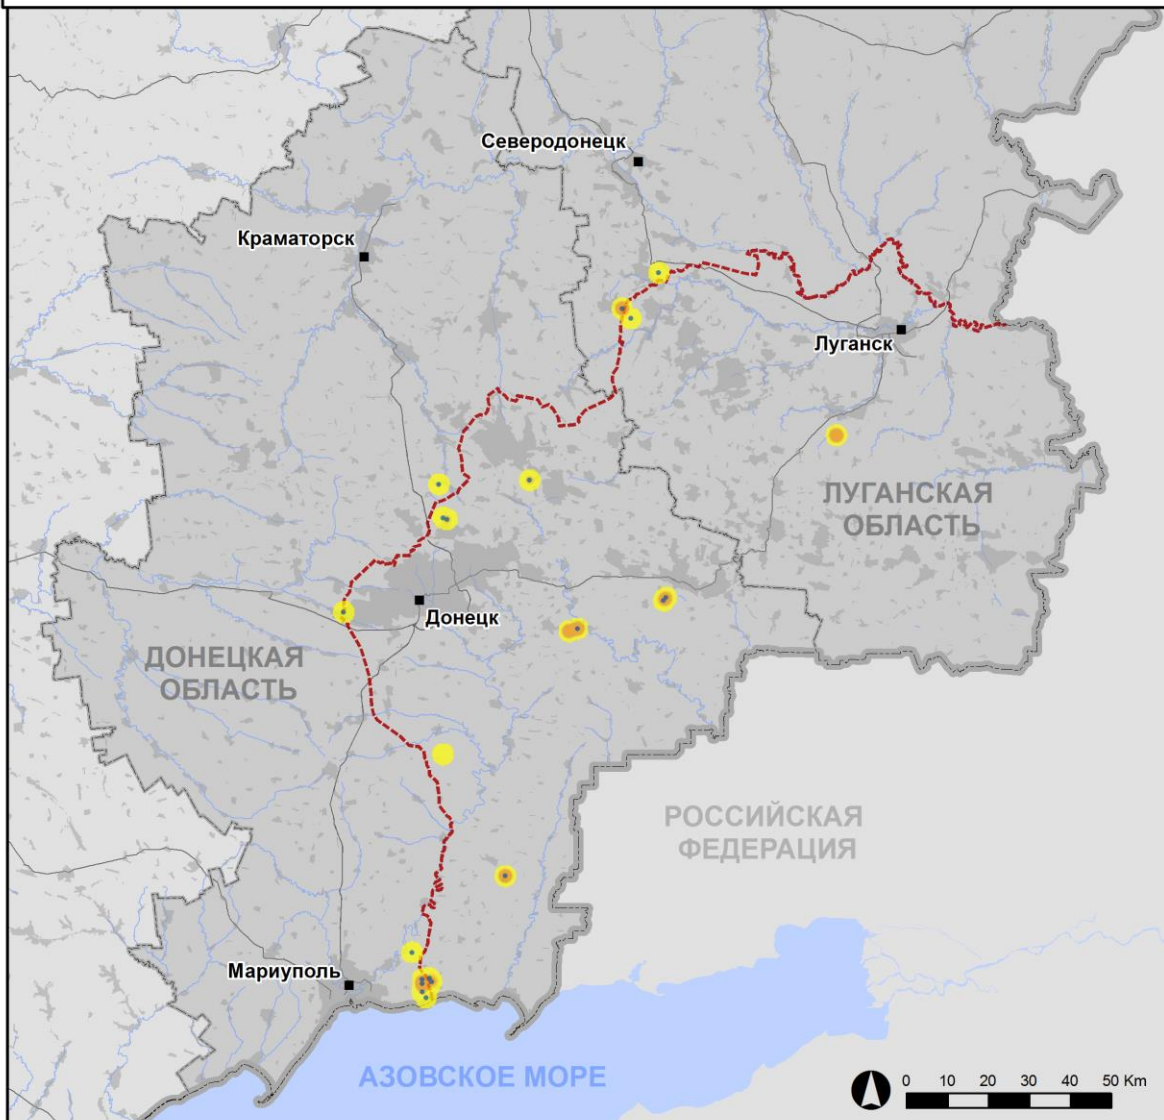 Северодонецк
Краматорск
Луганск
ЛУГАНСКАЯ
ОБЛАСТЬ
Донецк
ДОНЕЦКАЯ
ОБЛАСТЬ
РОССИЙСКАЯ
ФЕДЕРАЦИЯ
Мариуполь
АЗОВСКОЕ МОРЕ
0 10 20 30 40 50 Km